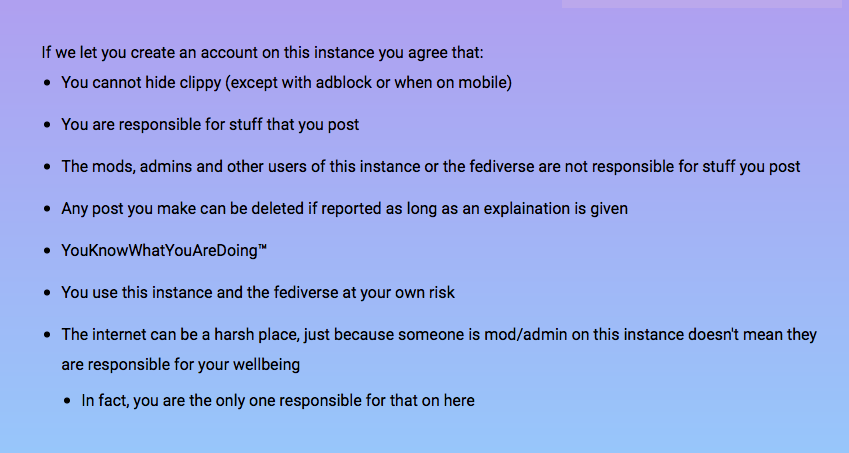 If we let you create an account on this instance you agree that:
• You cannot hide clippy (except with adblock or when on mobile)
• You are responsible for stuff that you post
• The mods, admins and other users of this instance or the fediverse are not responsible for stuff you post
• Any post you make can be deleted if reported as long as an explaination is given
• YouKnowWhatYouAreDoing™
• You use this instance and the fediverse at your own risk
• The internet can be a harsh place, just because someone is mod/admin on this instance doesn't mean they
are responsible for your wellbeing
• In fact, you are the only one responsible for that on here